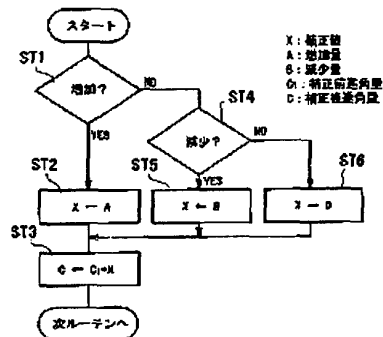 スタート
X：補正値
A：増加量
B：減少量
C₁：補正前進角量
C：補正後進角量
ST1
増加？
NO
YES
ST4
減少？
NO
YES
ST2
X ← A
ST5
X ← B
ST6
X ← 0
ST3
次ルーテンへ